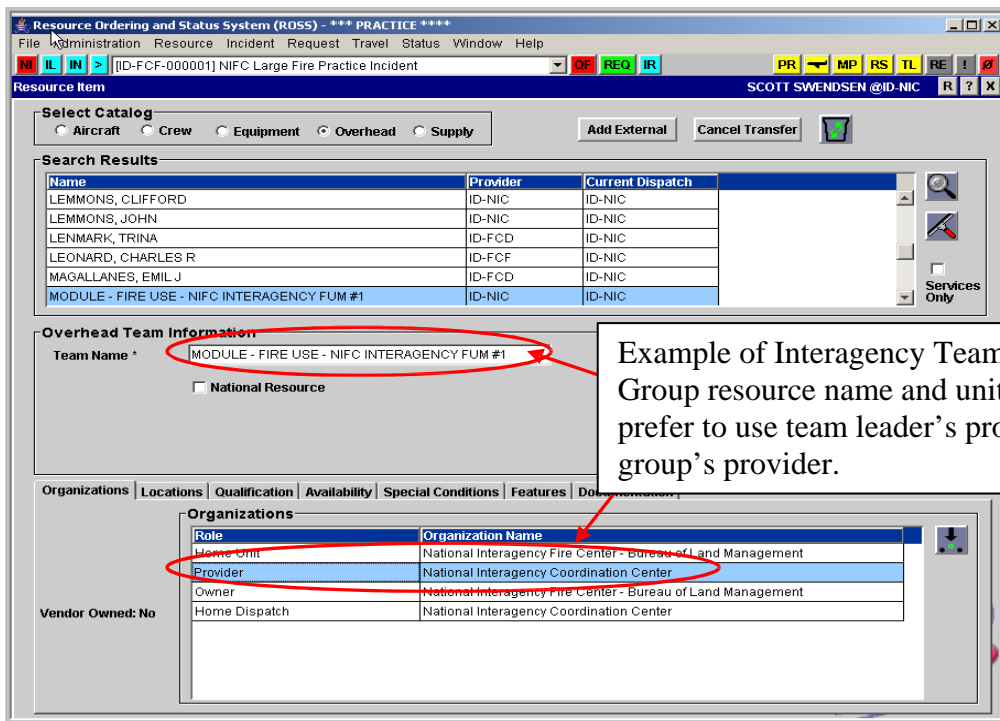 Resource Ordering and Status System (ROSS) - *** PRACTICE ****
File Administration Resource Incident Request Travel Status Window Help
NI IL IN > [ID-FCF-000001] NIFC Large Fire Practice Incident QF REQ IR PR MP RS TL RE ! Ø
Resource Item SCOTT SWENDSEN @ID-NIC R ? X
Select Catalog
Aircraft Crew Equipment Overhead Supply Add External Cancel Transfer
Search Results
Name Provider Current Dispatch
LEMMONS, CLIFFORD ID-NIC ID-NIC
LEMMONS, JOHN ID-NIC ID-NIC
LENMARK, TRINA ID-FCD ID-NIC
LEONARD, CHARLES R ID-FCF ID-NIC
MAGALLANES, EMIL J ID-FCD ID-NIC
MODULE - FIRE USE - NIFC INTERAGENCY FUM #1 ID-NIC ID-NIC
Services
Only
Overhead Team Information
Team Name * MODULE - FIRE USE - NIFC INTERAGENCY FUM #1
National Resource
Example of Interagency Team
Group resource name and unit
prefer to use team leader's pro
group's provider.
Organizations Locations Qualification Availability Special Conditions Features Documentation
Organizations
Role Organization Name
Home Unit National Interagency Fire Center - Bureau of Land Management
Provider National Interagency Coordination Center
Owner National Interagency Fire Center - Bureau of Land Management
Home Dispatch National Interagency Coordination Center
Vendor Owned: No